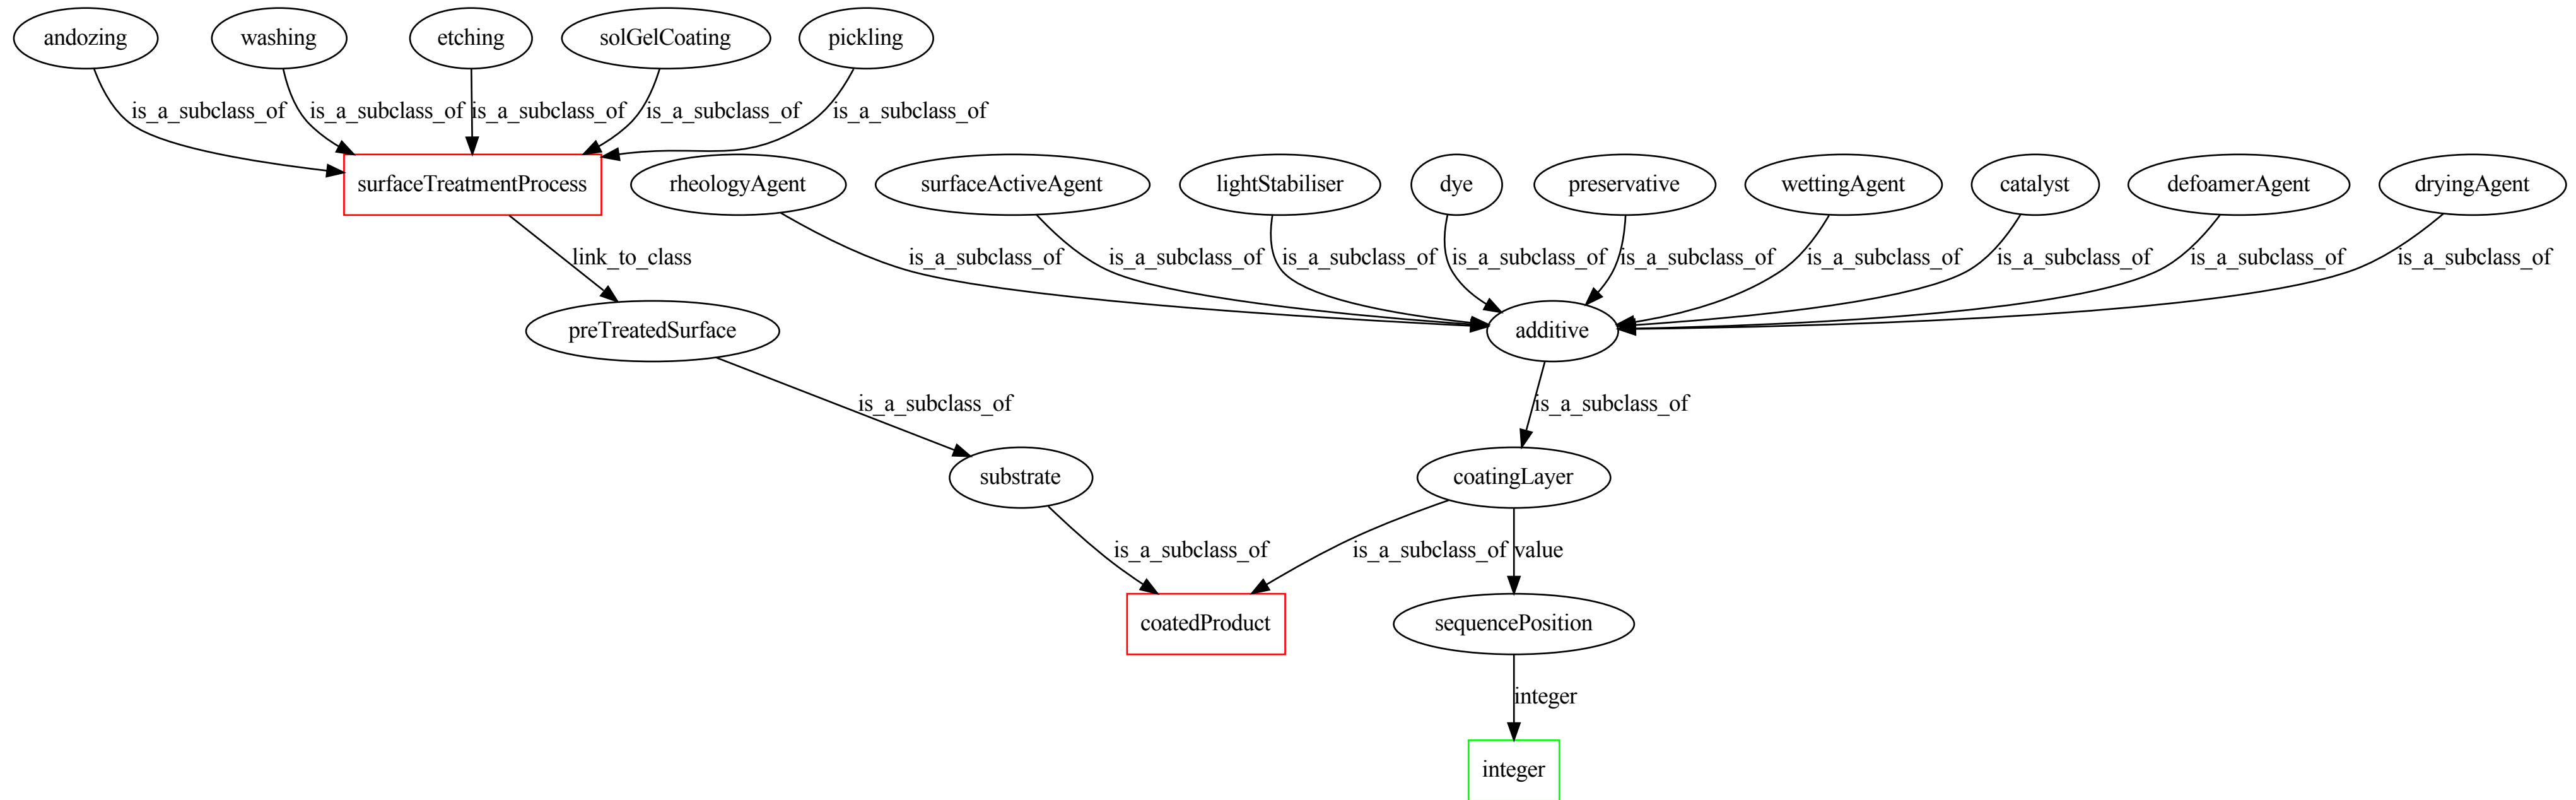 andozing
washing
etching
solGelCoating
pickling
is_a_subclass_of
is_a_subclass_of
is_a_subclass_of
is_a_subclass_of
is_a_subclass_of
surfaceTreatmentProcess
rheologyAgent
surfaceActiveAgent
lightStabiliser
dye
preservative
wettingAgent
catalyst
defoamerAgent
dryingAgent
link_to_class
is_a_subclass_of
is_a_subclass_of
is_a_subclass_of
is_a_subclass_of
is_a_subclass_of
is_a_subclass_of
is_a_subclass_of
is_a_subclass_of
is_a_subclass_of
preTreatedSurface
additive
is_a_subclass_of
is_a_subclass_of
substrate
coatingLayer
is_a_subclass_of
is_a_subclass_of
value
coatedProduct
sequencePosition
integer
integer